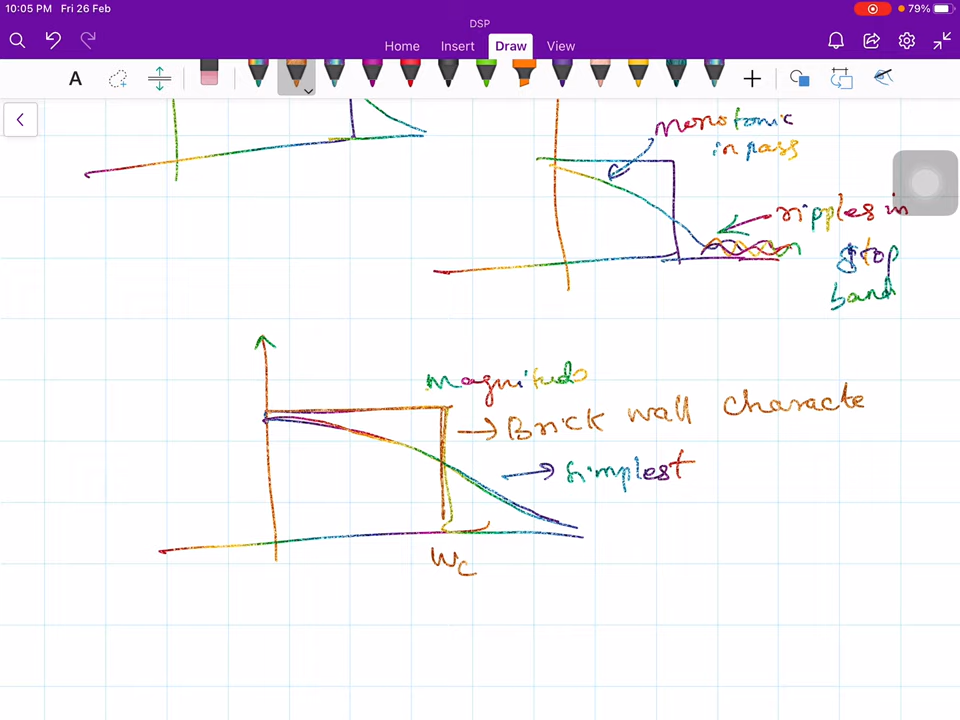 10:05 PM Fri 26 Feb
79%
DSP
Home Insert Draw View
A
monotonic
in pass
ripples in
stop
band
magnitude
→ Brick wall characte
→ simplest
Wc